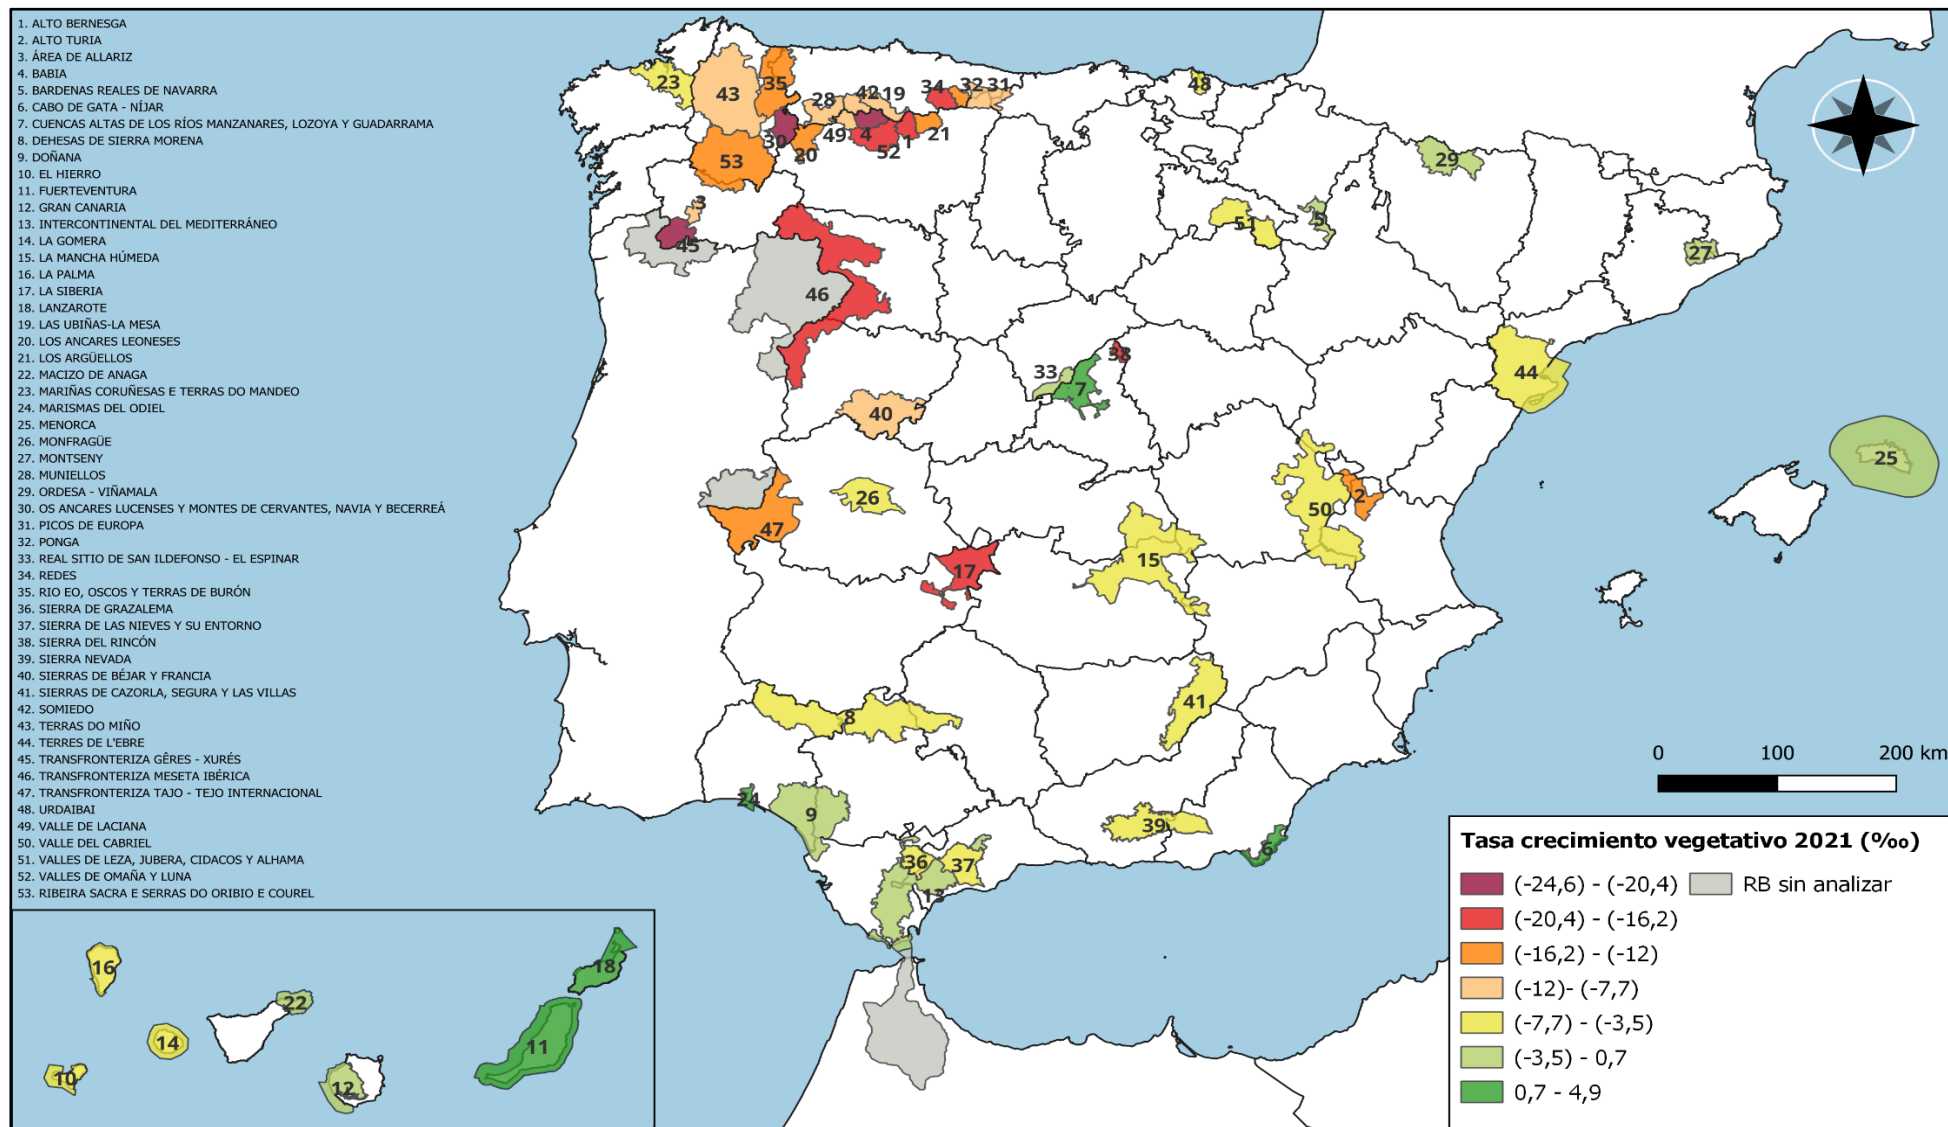 1. ALTO BERNESGA
2. ALTO TURIA
3. ÁREA DE ALLARIZ
4. BABIA
5. BARDENAS REALES DE NAVARRA
6. CABO DE GATA - NÍJAR
7. CUENCAS ALTAS DE LOS RÍOS MANZANARES, LOZOYA Y GUADARRAMA
8. DEHESAS DE SIERRA MORENA
9. DOÑANA
10. EL HIERRO
11. FUERTEVENTURA
12. GRAN CANARIA
13. INTERCONTINENTAL DEL MEDITERRÁNEO
14. LA GOMERA
15. LA MANCHA HÚMEDA
16. LA PALMA
17. LA SIBERIA
18. LANZAROTE
19. LAS UBIÑAS-LA MESA
20. LOS ANCARES LEONESES
21. LOS ARGÜELLOS
22. MACIZO DE ANAGA
23. MARIÑAS CORUÑESAS E TERRAS DO MANDEO
24. MARISMAS DEL ODIEL
25. MENORCA
26. MONFRAGÜE
27. MONTSENY
28. MUNIELLOS
29. ORDESA - VIÑAMALA
30. OS ANCARES LUCENSES Y MONTES DE CERVANTES, NAVIA Y BECERREÁ
31. PICOS DE EUROPA
32. PONGA
33. REAL SITIO DE SAN ILDEFONSO - EL ESPINAR
34. REDES
35. RIO EO, OSCOS Y TERRAS DE BURÓN
36. SIERRA DE GRAZALEMA
37. SIERRA DE LAS NIEVES Y SU ENTORNO
38. SIERRA DEL RINCÓN
39. SIERRA NEVADA
40. SIERRAS DE BÉJAR Y FRANCIA
41. SIERRAS DE CAZORLA, SEGURA Y LAS VILLAS
42. SOMIEDO
43. TERRAS DO MIÑO
44. TERRES DE L'EBRE
45. TRANSFRONTERIZA GÊRES - XURÉS
46. TRANSFRONTERIZA MESETA IBÉRICA
47. TRANSFRONTERIZA TAJO - TEJO INTERNACIONAL
48. URDAIBAI
49. VALLE DE LACIANA
50. VALLE DEL CABRIEL
51. VALLES DE LEZA, JUBERA, CIDACOS Y ALHAMA
52. VALLES DE OMAÑA Y LUNA
53. RIBEIRA SACRA E SERRAS DO ORIBIO E COUREL
23
43
35
28
42
19
34
32
31
48
30
20
49
4
52
1
21
53
3
45
46
29
5
51
27
33
7
38
44
40
25
26
47
2
50
17
15
41
8
24
9
39
6
36
37
13
16
22
18
14
11
10
12
0 100 200 km
Tasa crecimiento vegetativo 2021 (‰)
(-24,6) - (-20,4) RB sin analizar
(-20,4) - (-16,2)
(-16,2) - (-12)
(-12)- (-7,7)
(-7,7) - (-3,5)
(-3,5) - 0,7
0,7 - 4,9